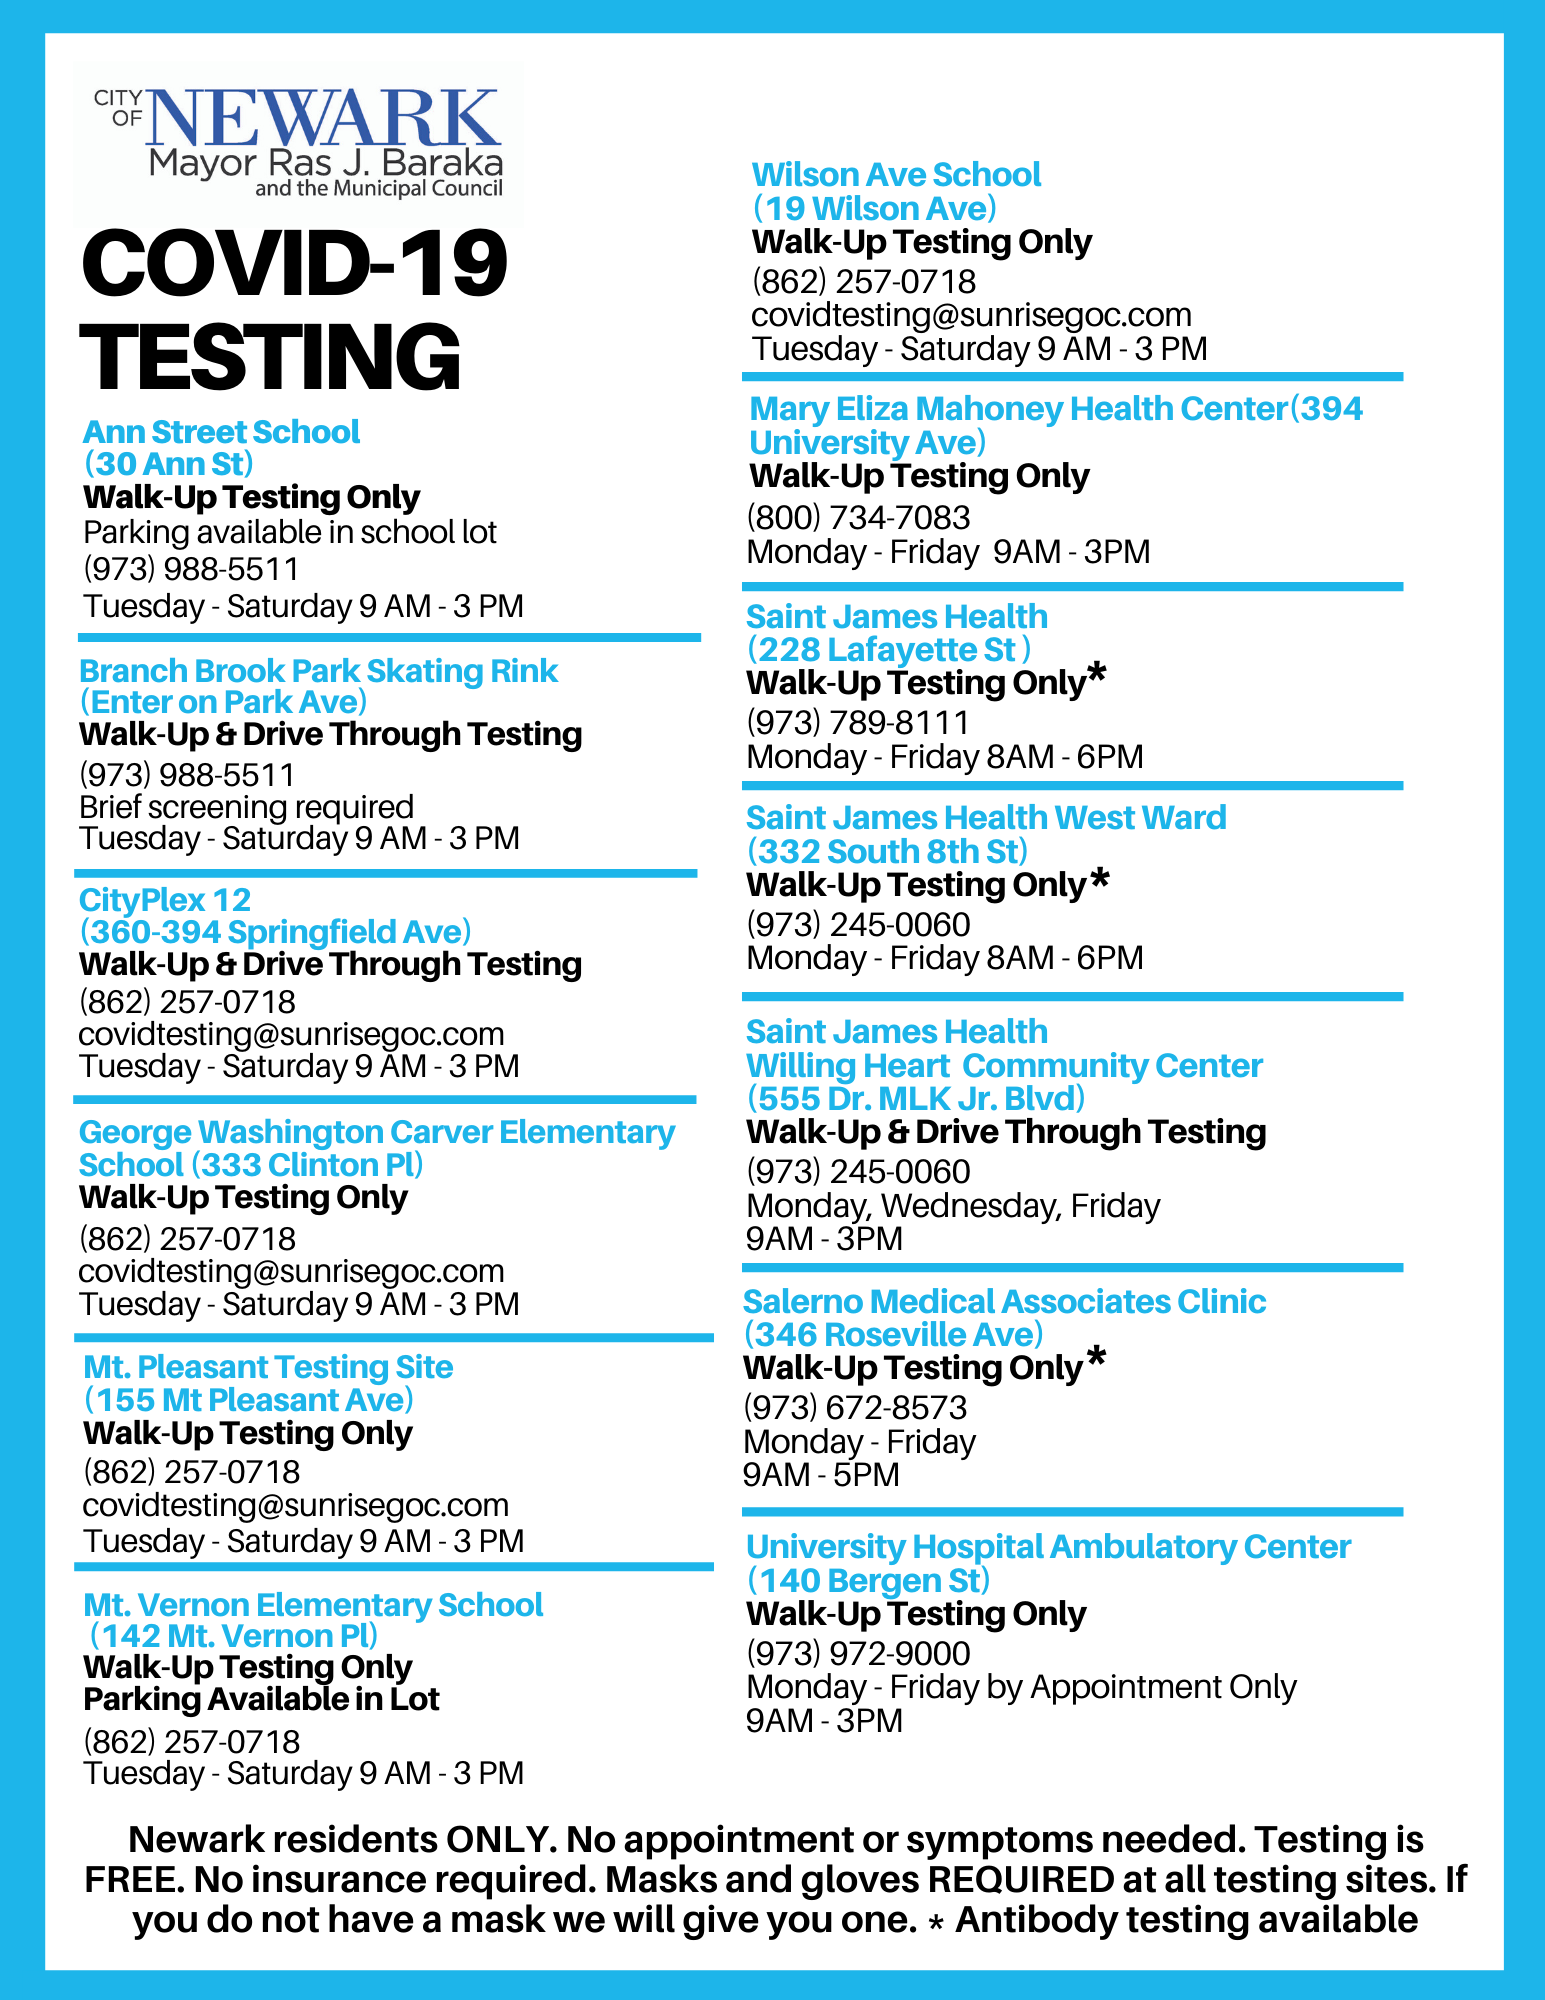 CITY
OF NEWARK
Mayor Ras J. Baraka
and the Municipal Council
COVID-19
TESTING
Ann Street School
(30 Ann St)
Walk-Up Testing Only
Parking available in school lot
(973) 988-5511
Tuesday - Saturday 9 AM - 3 PM
Branch Brook Park Skating Rink
(Enter on Park Ave)
Walk-Up & Drive Through Testing
(973) 988-5511
Brief screening required
Tuesday - Saturday 9 AM - 3 PM
CityPlex 12
(360-394 Springfield Ave)
Walk-Up & Drive Through Testing
(862) 257-0718
covidtesting@sunrisegoc.com
Tuesday - Saturday 9 AM - 3 PM
George Washington Carver Elementary
School (333 Clinton Pl)
Walk-Up Testing Only
(862) 257-0718
covidtesting@sunrisegoc.com
Tuesday - Saturday 9 AM - 3 PM
Mt. Pleasant Testing Site
(155 Mt Pleasant Ave)
Walk-Up Testing Only
(862) 257-0718
covidtesting@sunrisegoc.com
Tuesday - Saturday 9 AM - 3 PM
Mt. Vernon Elementary School
(142 Mt. Vernon Pl)
Walk-Up Testing Only
Parking Available in Lot
(862) 257-0718
Tuesday - Saturday 9 AM - 3 PM
Wilson Ave School
(19 Wilson Ave)
Walk-Up Testing Only
(862) 257-0718
covidtesting@sunrisegoc.com
Tuesday - Saturday 9 AM - 3 PM
Mary Eliza Mahoney Health Center(394
University Ave)
Walk-Up Testing Only
(800) 734-7083
Monday - Friday 9AM - 3PM
Saint James Health
(228 Lafayette St )
Walk-Up Testing Only*
(973) 789-8111
Monday - Friday 8AM - 6PM
Saint James Health West Ward
(332 South 8th St)
Walk-Up Testing Only*
(973) 245-0060
Monday - Friday 8AM - 6PM
Saint James Health
Willing Heart Community Center
(555 Dr. MLK Jr. Blvd)
Walk-Up & Drive Through Testing
(973) 245-0060
Monday, Wednesday, Friday
9AM - 3PM
Salerno Medical Associates Clinic
(346 Roseville Ave)
Walk-Up Testing Only*
(973) 672-8573
Monday - Friday
9AM - 5PM
University Hospital Ambulatory Center
(140 Bergen St)
Walk-Up Testing Only
(973) 972-9000
Monday - Friday by Appointment Only
9AM - 3PM
Newark residents ONLY. No appointment or symptoms needed. Testing is
FREE. No insurance required. Masks and gloves REQUIRED at all testing sites. If
you do not have a mask we will give you one. * Antibody testing available